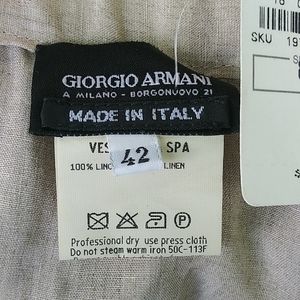 GIORGIO ARMANI
A MILANO - BORGONUOVO 21
MADE IN ITALY
VES SPA
42
100% LINEN
Professional dry use press cloth
Do not steam warm iron 50C-113F
SKU 19